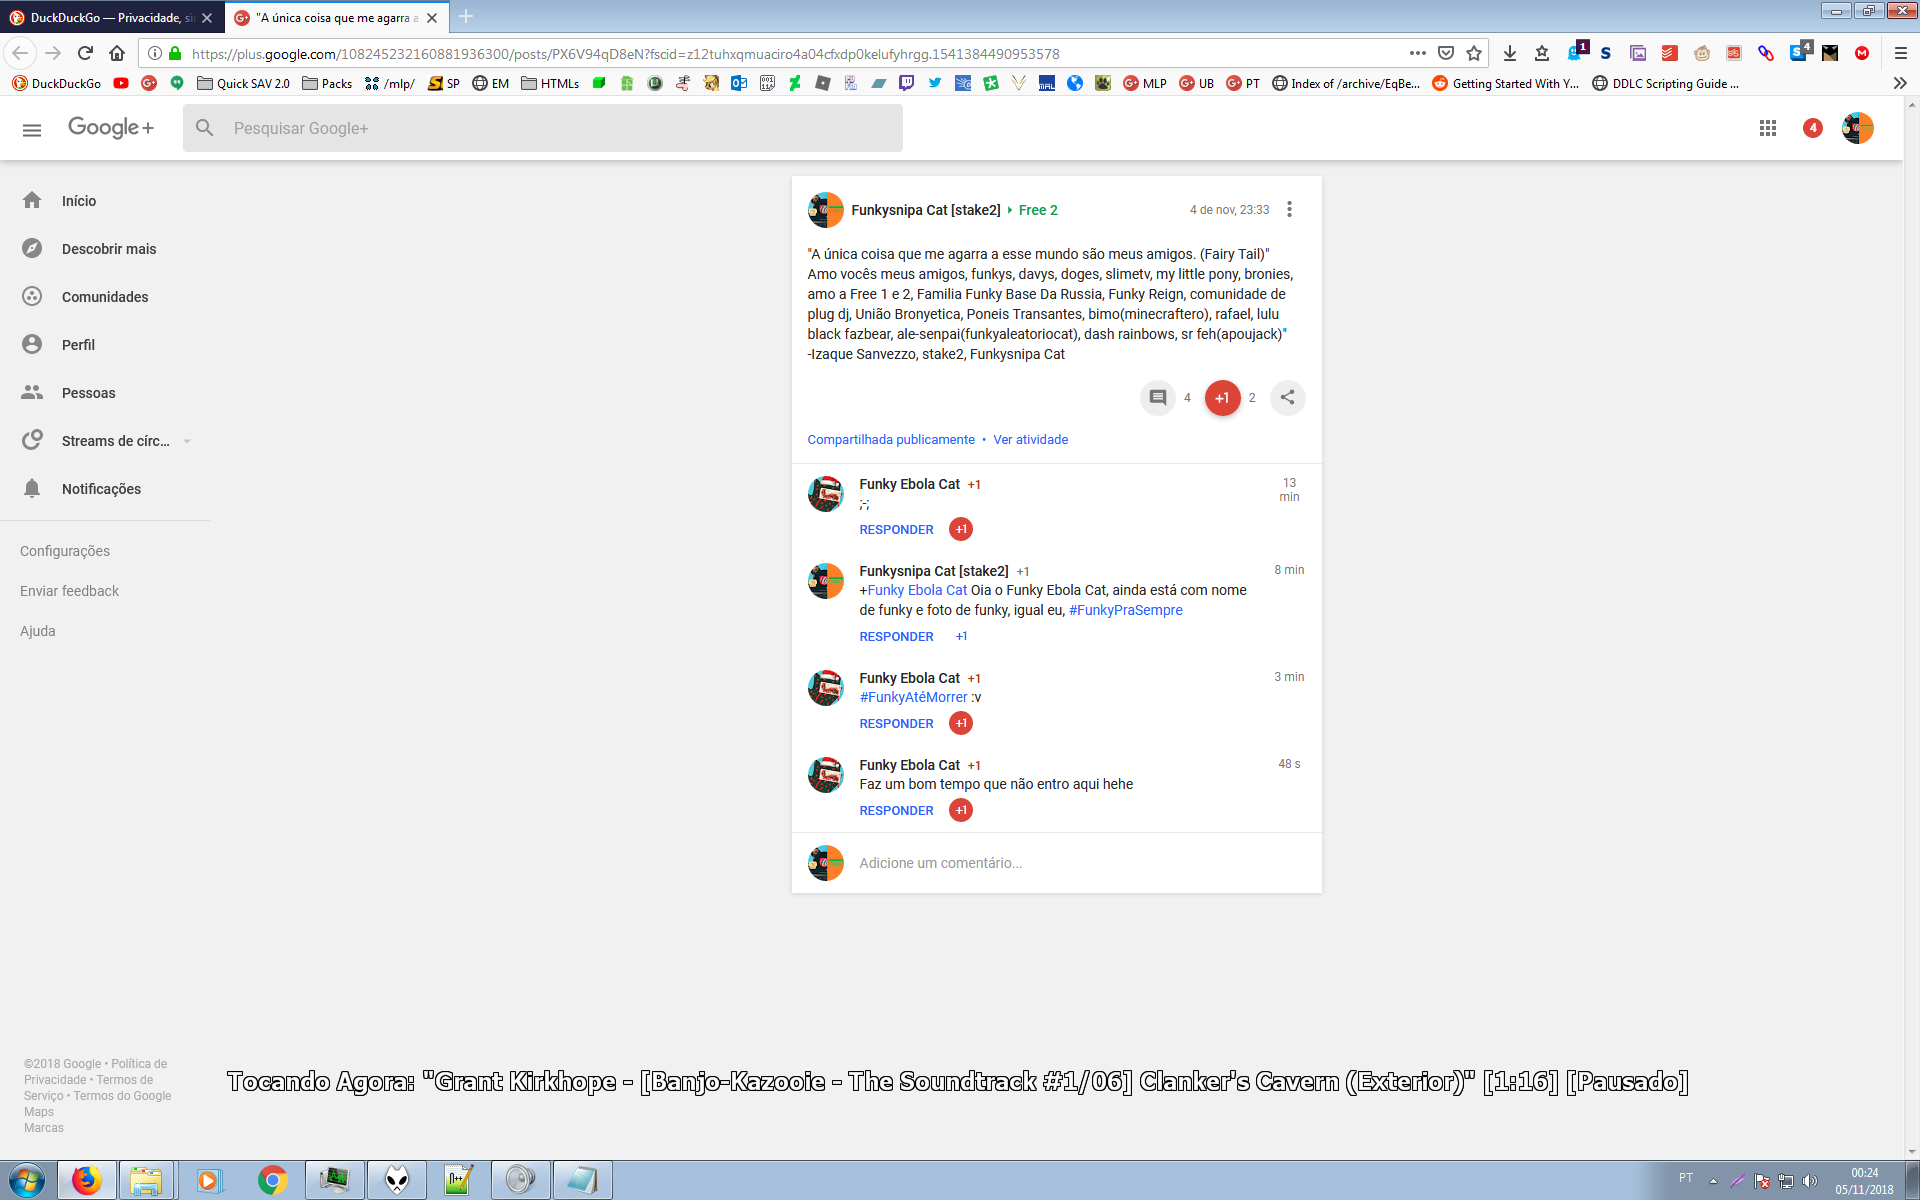 DuckDuckGo — Privacidade, si
"A única coisa que me agarra a
https://plus.google.com/108245232160881936300/posts/PX6V94qD8eN?fscid=z12tuhxqmuaciro4a04cfxdp0kelufyhrgg.1541384490953578
1
4
DuckDuckGo
Quick SAV 2.0
Packs
/mlp/
SP
EM
HTMLs
MLP
UB
PT
Index of /archive/EqBe...
Getting Started With Y...
DDLC Scripting Guide ...
Google+
Pesquisar Google+
4
Início
Descobrir mais
Comunidades
Perfil
Pessoas
Streams de círc...
Notificações
Configurações
Enviar feedback
Ajuda
Funkysnipa Cat [stake2] Free 2
4 de nov, 23:33
"A única coisa que me agarra a esse mundo são meus amigos. (Fairy Tail)"
Amo vocês meus amigos, funkys, davys, doges, slimetv, my little pony, bronies,
amo a Free 1 e 2, Familia Funky Base Da Russia, Funky Reign, comunidade de
plug dj, União Bronyetica, Poneis Transantes, bimo(minecraftero), rafael, lulu
black fazbear, ale-senpai(funkyaleatoriocat), dash rainbows, sr feh(apoujack)"
-Izaque Sanvezzo, stake2, Funkysnipa Cat
4 +1 2
Compartilhada publicamente • Ver atividade
Funky Ebola Cat +1
13 min
;-;
RESPONDER +1
Funkysnipa Cat [stake2] +1
8 min
+Funky Ebola Cat Oia o Funky Ebola Cat, ainda está com nome
de funky e foto de funky, igual eu, #FunkyPraSempre
RESPONDER +1
Funky Ebola Cat +1
3 min
#FunkyAtéMorrer :v
RESPONDER +1
Funky Ebola Cat +1
48 s
Faz um bom tempo que não entro aqui hehe
RESPONDER +1
Adicione um comentário...
©2018 Google • Política de
Privacidade • Termos de
Serviço • Termos do Google
Maps
Marcas
Tocando Agora: "Grant Kirkhope - [Banjo-Kazooie - The Soundtrack #1/06] Clanker's Cavern (Exterior)" [1:16] [Pausado]
PT
00:24
05/11/2018